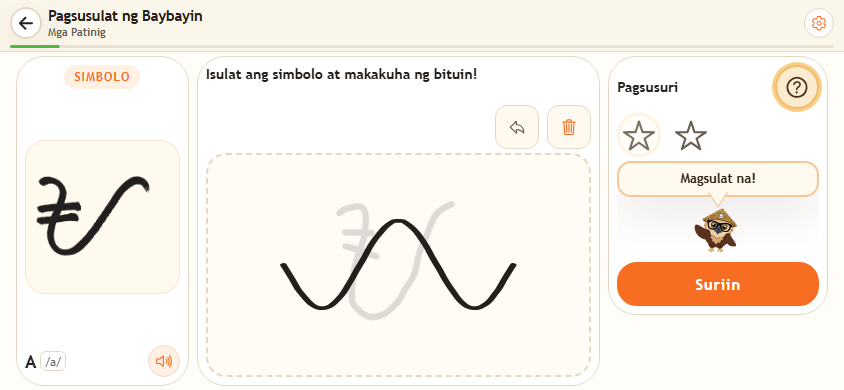 Pagsusulat ng Baybayin
Mga Patinig
SIMBOLO
ᜀ
A /a/
Isulat ang simbolo at makakuha ng bituin!
Pagsusuri
?
Magsulat na!
Suriin